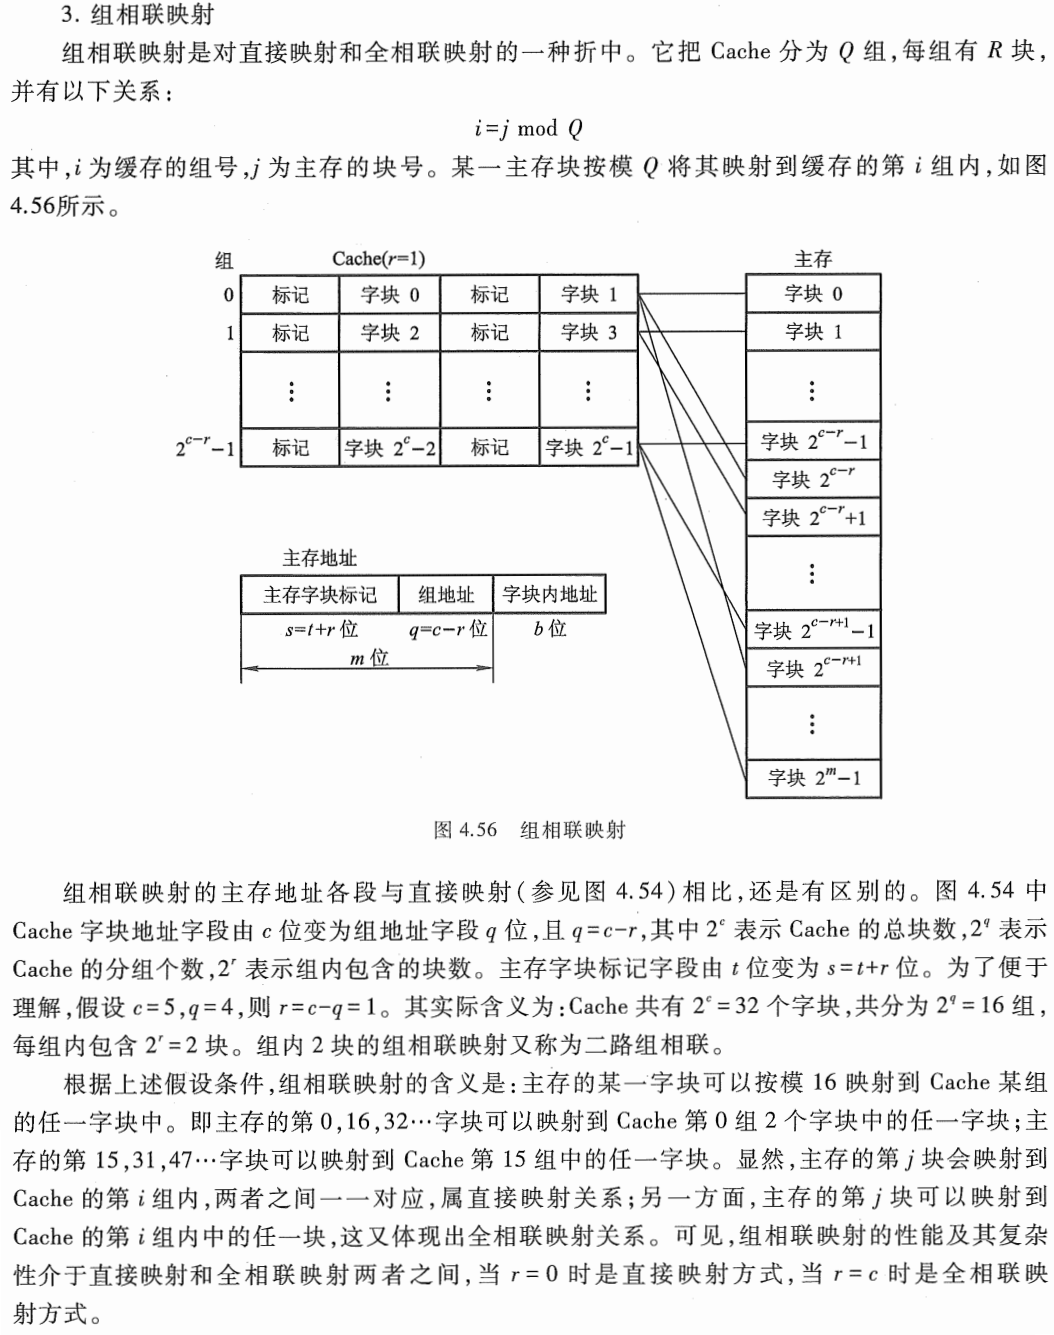 3. 组相联映射
组相联映射是对直接映射和全相联映射的一种折中。它把 Cache 分为 Q 组,每组有 R 块,
并有以下关系:
i=j mod Q
其中,i 为缓存的组号,j 为主存的块号。某一主存块按模 Q 将其映射到缓存的第 i 组内,如图
4.56所示。
组 Cache(r=1) 主存
0 标记 字块 0 标记 字块 1 字块 0
1 标记 字块 2 标记 字块 3 字块 1
⋮ ⋮ ⋮ ⋮ ⋮
2^{c-r}-1 标记 字块 2^c-2 标记 字块 2^c-1 字块 2^{c-r}-1
字块 2^{c-r}
字块 2^{c-r}+1
⋮
主存地址
主存字块标记 组地址 字块内地址
s=t+r 位 q=c-r 位 b 位
m 位
字块 2^{c-r+1}-1
字块 2^{c-r+1}
⋮
字块 2^m-1
图 4.56 组相联映射
组相联映射的主存地址各段与直接映射(参见图 4.54)相比,还是有区别的。图 4.54 中
Cache 字块地址字段由 c 位变为组地址字段 q 位,且 q=c-r,其中 2^c 表示 Cache 的总块数,2^q 表示
Cache 的分组个数,2^r 表示组内包含的块数。主存字块标记字段由 t 位变为 s=t+r 位。为了便于
理解,假设 c=5,q=4,则 r=c-q=1。其实际含义为:Cache 共有 2^c=32 个字块,共分为 2^q=16 组,
每组内包含 2^r=2 块。组内 2 块的组相联映射又称为二路组相联。
根据上述假设条件,组相联映射的含义是:主存的某一字块可以按模 16 映射到 Cache 某组
的任一字块中。即主存的第 0,16,32…字块可以映射到 Cache 第 0 组 2 个字块中的任一字块;主
存的第 15,31,47…字块可以映射到 Cache 第 15 组中的任一字块。显然,主存的第 j 块会映射到
Cache 的第 i 组内,两者之间一一对应,属直接映射关系;另一方面,主存的第 j 块可以映射到
Cache 的第 i 组内中的任一块,这又体现出全相联映射关系。可见,组相联映射的性能及其复杂
性介于直接映射和全相联映射两者之间,当 r=0 时是直接映射方式,当 r=c 时是全相联映
射方式。